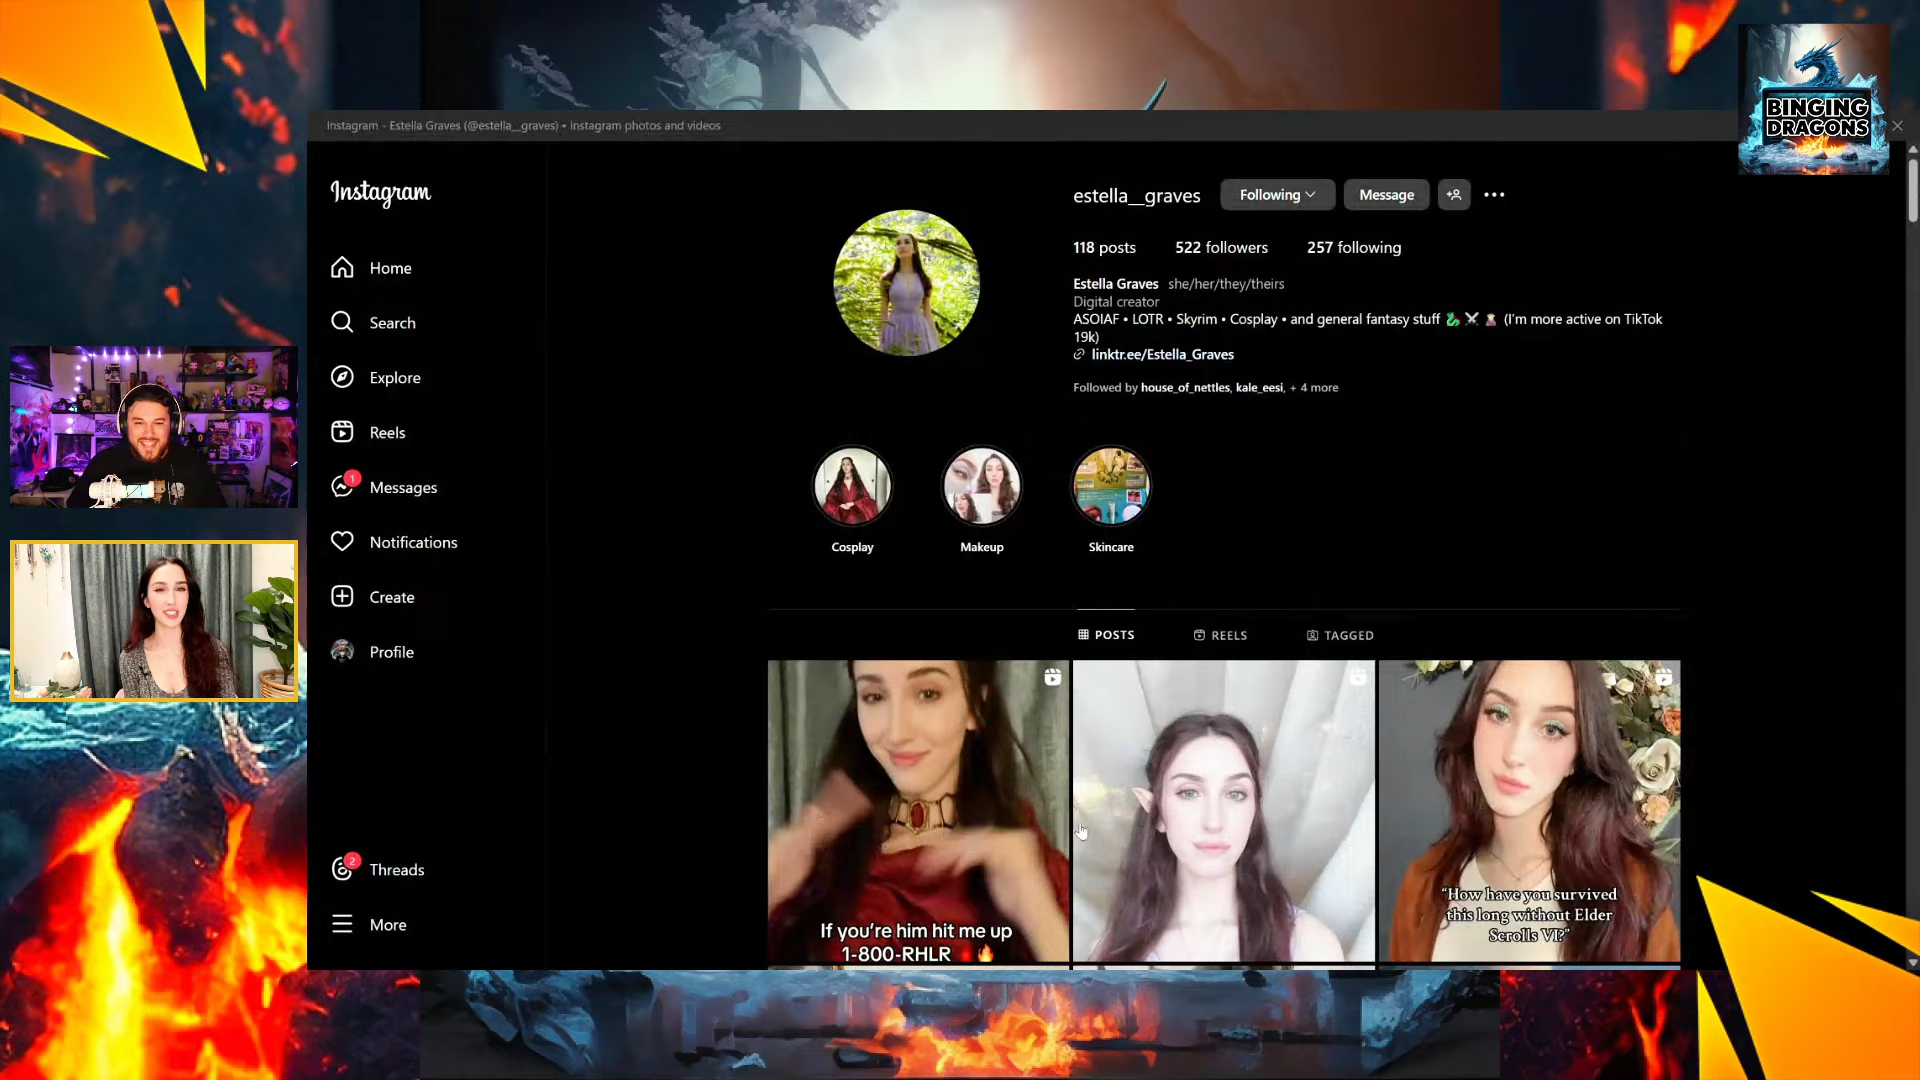 BINGING
DRAGONS
Instagram - Estella Graves (@estella__graves) • Instagram photos and videos
Instagram
Home
Search
Explore
Reels
1
Messages
Notifications
Create
Profile
2
Threads
More
estella__graves
Following
Message
118 posts 522 followers 257 following
Estella Graves she/her/they/theirs
Digital creator
ASOIAF • LOTR • Skyrim • Cosplay • and general fantasy stuff 🐉 ⚔️ 🧝🏻‍♀️ (I'm more active on TikTok
19k)
linktr.ee/Estella_Graves
Followed by house_of_nettles, kale_eesi, + 4 more
Cosplay Makeup Skincare
POSTS REELS TAGGED
If you're him hit me up
1-800-RHLR 🔥
"How have you survived
this long without Elder
Scrolls VI?"